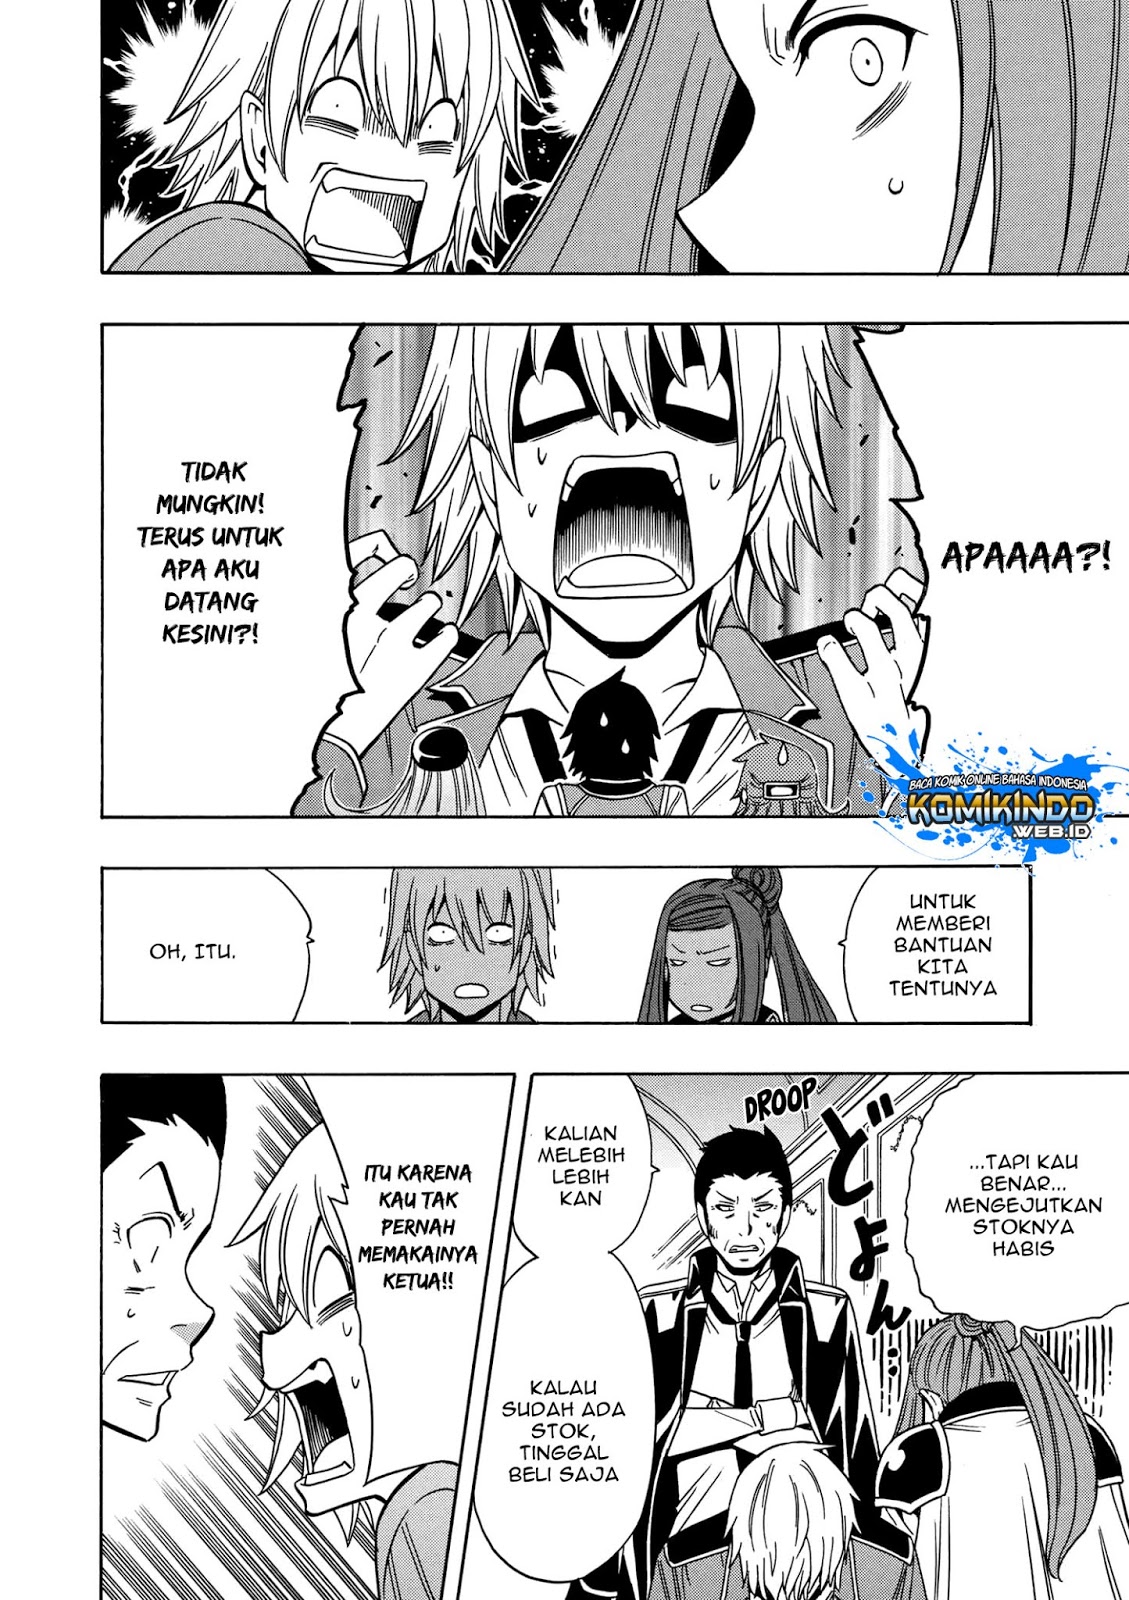 APAAAA?!
TIDAK
MUNGKIN!
TERUS UNTUK
APA AKU
DATANG
KESINI?!
BACA KOMIK ONLINE BAHASA INDONESIA
KOMIKINDO
.WEB.ID
UNTUK
MEMBERI
BANTUAN
KITA
TENTUNYA
OH, ITU.
...TAPI KAU
BENAR...
MENGEJUTKAN
STOKNYA
HABIS
DROOP
どよん…
KALIAN
MELEBIH
LEBIH
KAN
KALAU
SUDAH ADA
STOK,
TINGGAL
BELI SAJA
ITU KARENA
KAU TAK
PERNAH
MEMAKAINYA
KETUA!!